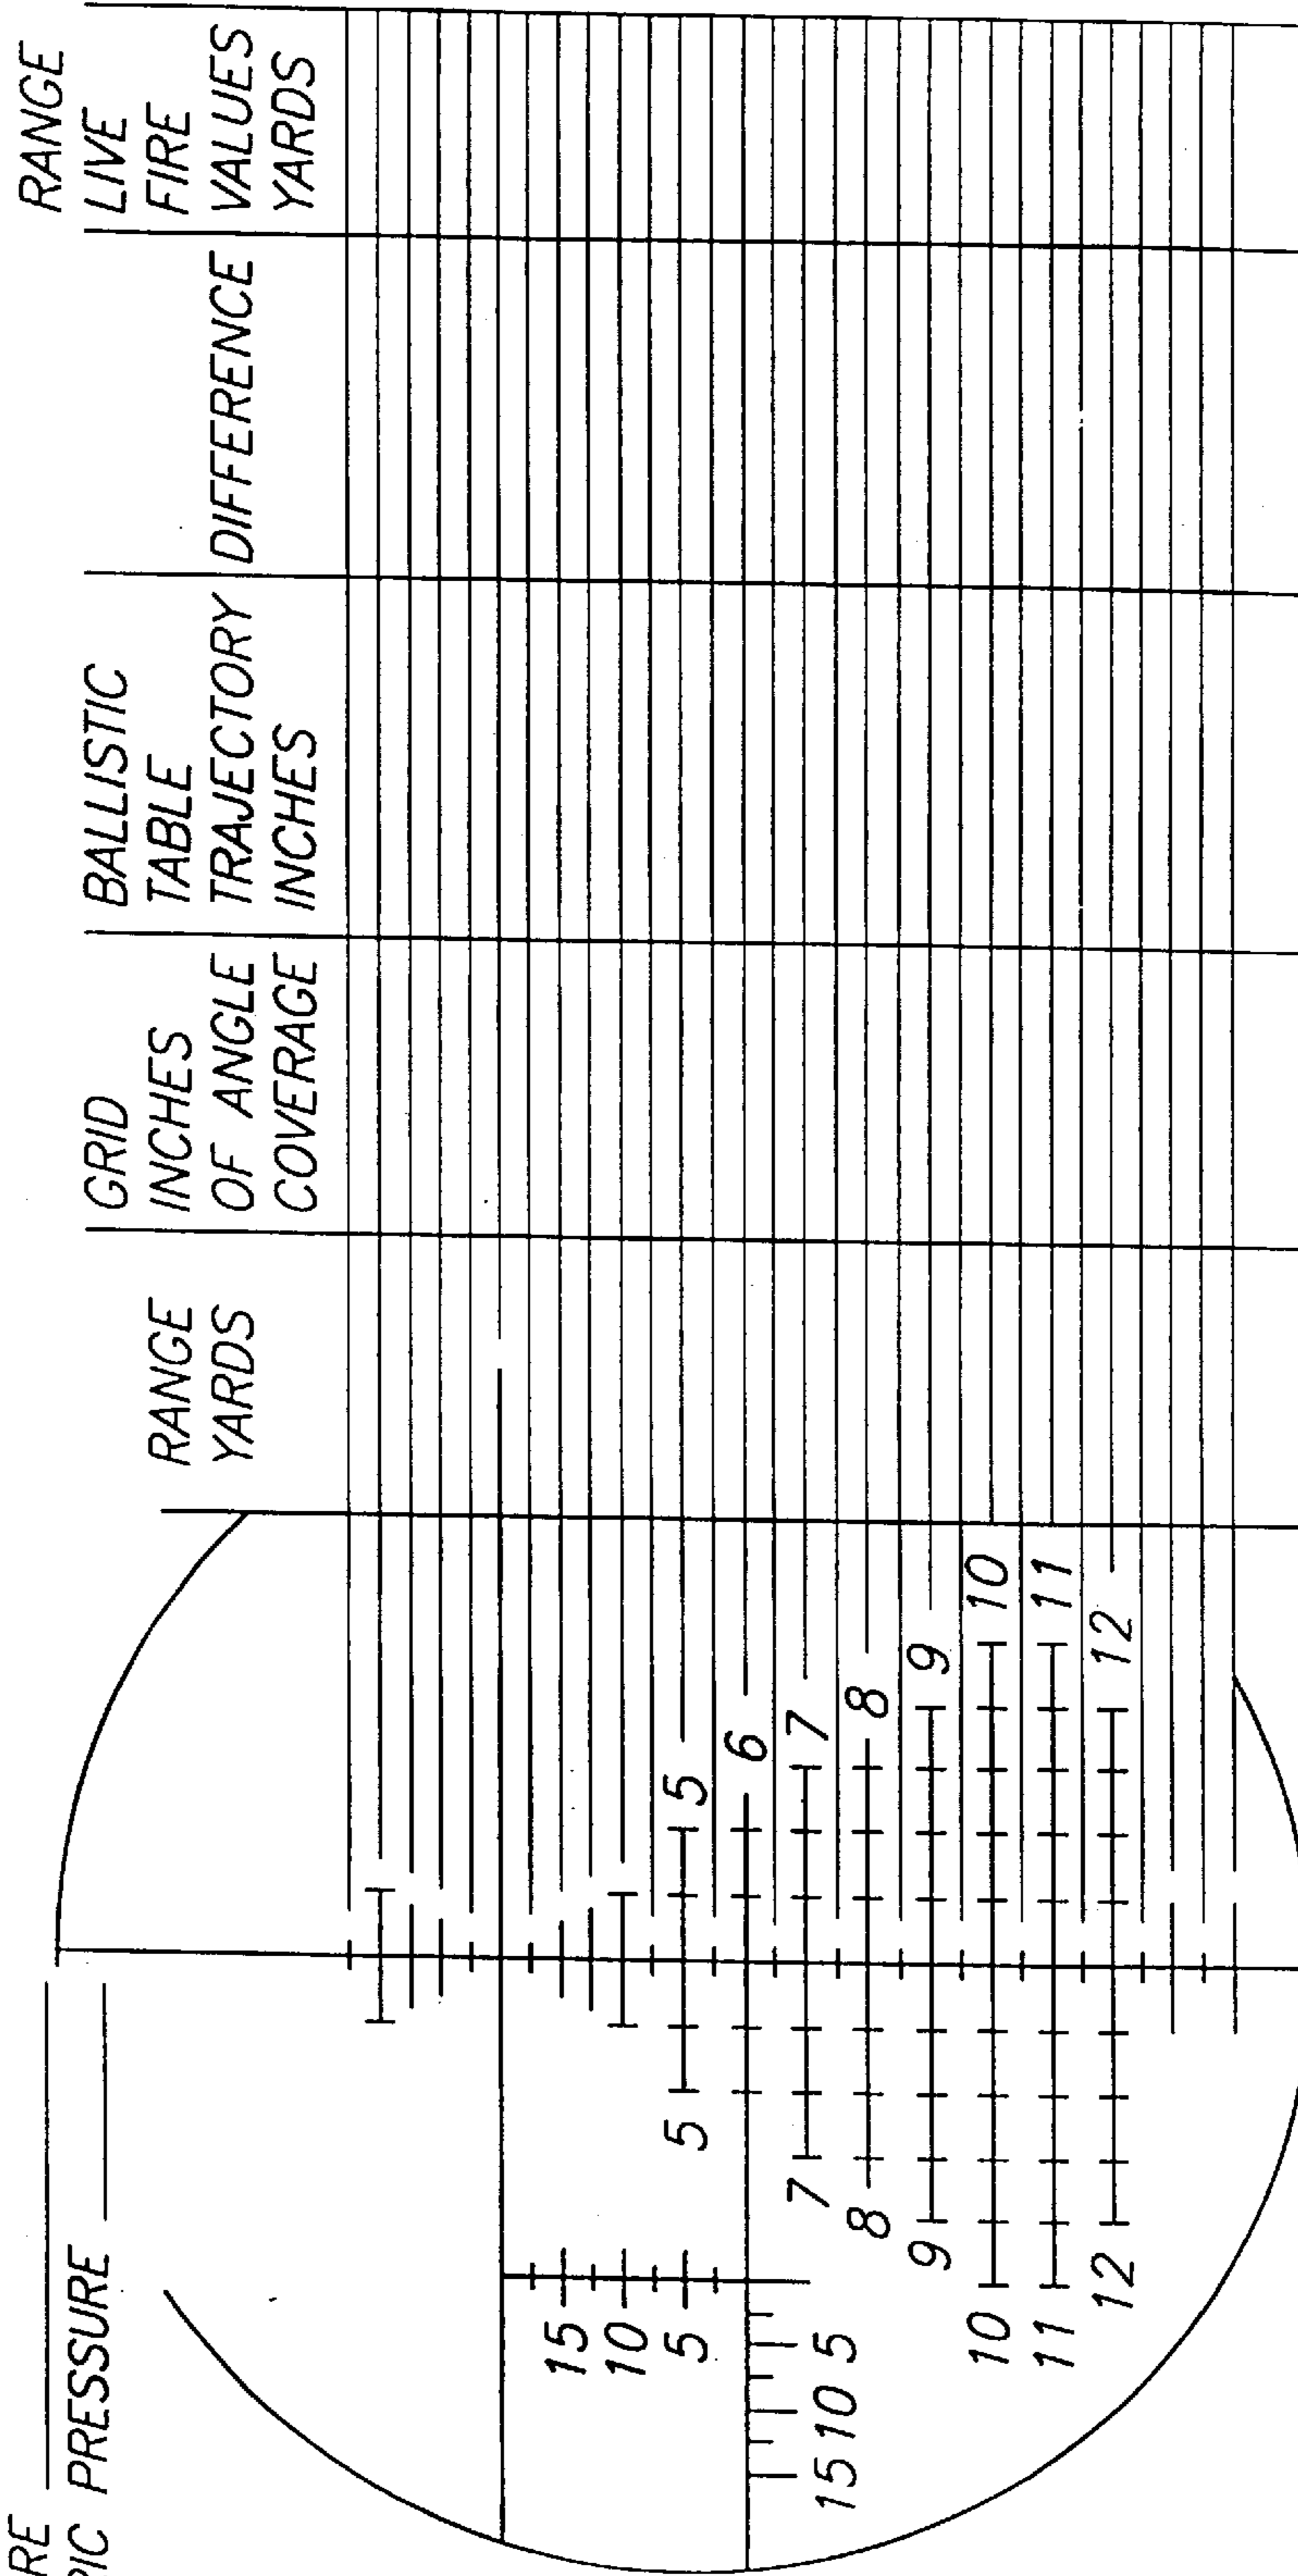 RE
PIC PRESSURE
RANGE
YARDS
GRID
INCHES
OF ANGLE
COVERAGE
BALLISTIC
TABLE
TRAJECTORY
INCHES
DIFFERENCE
RANGE
LIVE
FIRE
VALUES
YARDS
15
10
5 5 5
6
7 7
15 10 5
8 8
9 9
10 10
11 11
12 12